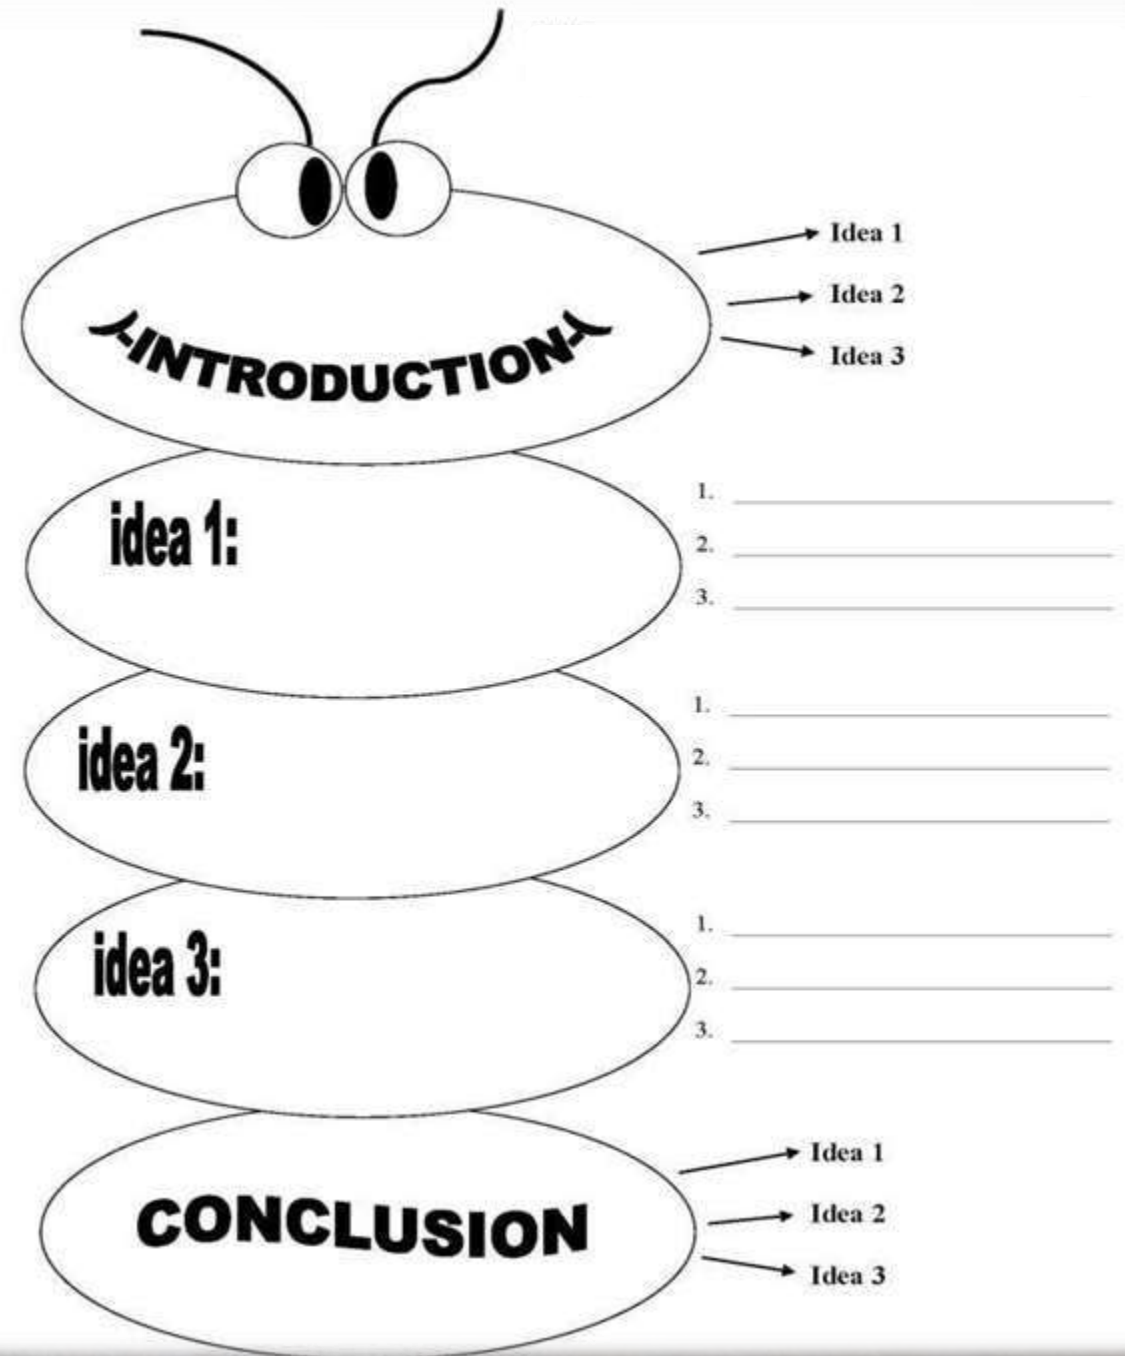 Idea 1
Idea 2
Idea 3
-INTRODUCTION-
idea 1:
1.
2.
3.
idea 2:
1.
2.
3.
idea 3:
1.
2.
3.
CONCLUSION
Idea 1
Idea 2
Idea 3